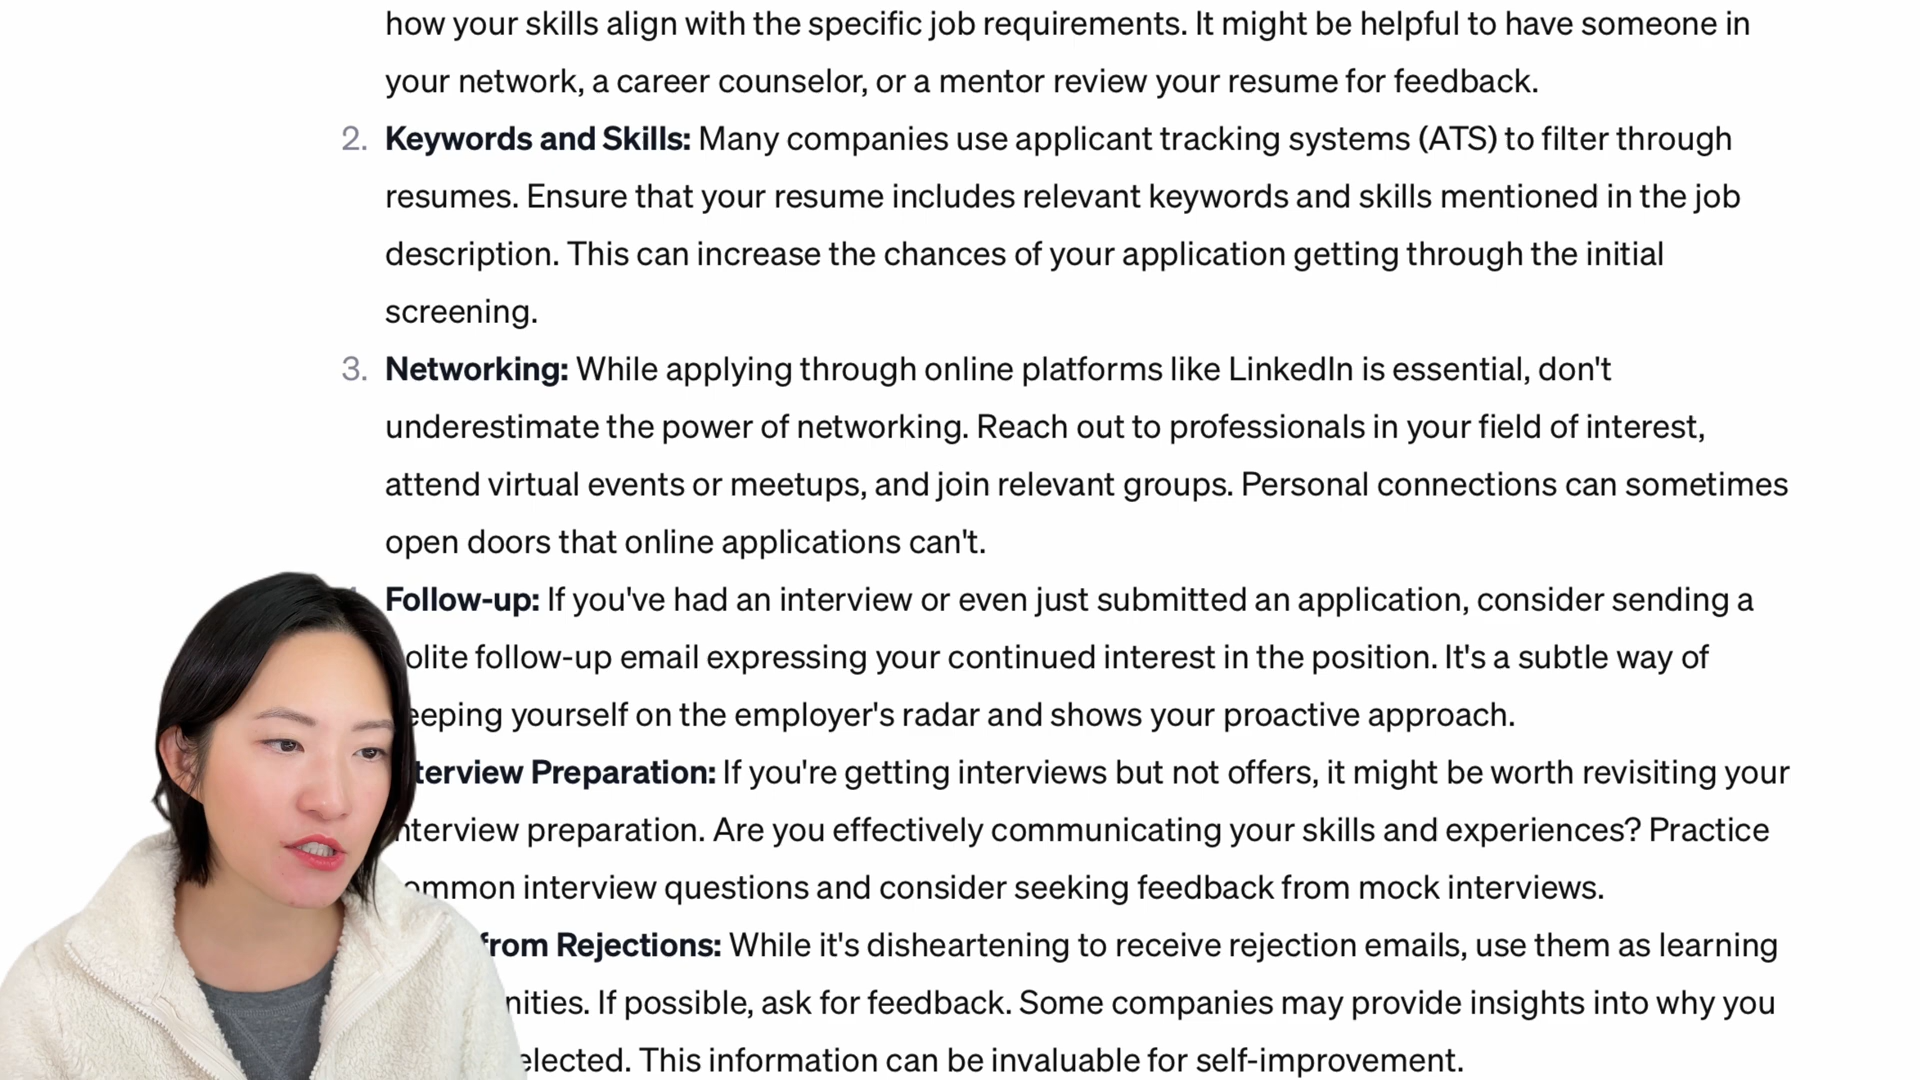 how your skills align with the specific job requirements. It might be helpful to have someone in
your network, a career counselor, or a mentor review your resume for feedback.
2. Keywords and Skills: Many companies use applicant tracking systems (ATS) to filter through
resumes. Ensure that your resume includes relevant keywords and skills mentioned in the job
description. This can increase the chances of your application getting through the initial
screening.
3. Networking: While applying through online platforms like LinkedIn is essential, don't
underestimate the power of networking. Reach out to professionals in your field of interest,
attend virtual events or meetups, and join relevant groups. Personal connections can sometimes
open doors that online applications can't.
Follow-up: If you've had an interview or even just submitted an application, consider sending a
olite follow-up email expressing your continued interest in the position. It's a subtle way of
eeping yourself on the employer's radar and shows your proactive approach.
terview Preparation: If you're getting interviews but not offers, it might be worth revisiting your
nterview preparation. Are you effectively communicating your skills and experiences? Practice
ommon interview questions and consider seeking feedback from mock interviews.
from Rejections: While it's disheartening to receive rejection emails, use them as learning
nities. If possible, ask for feedback. Some companies may provide insights into why you
elected. This information can be invaluable for self-improvement.